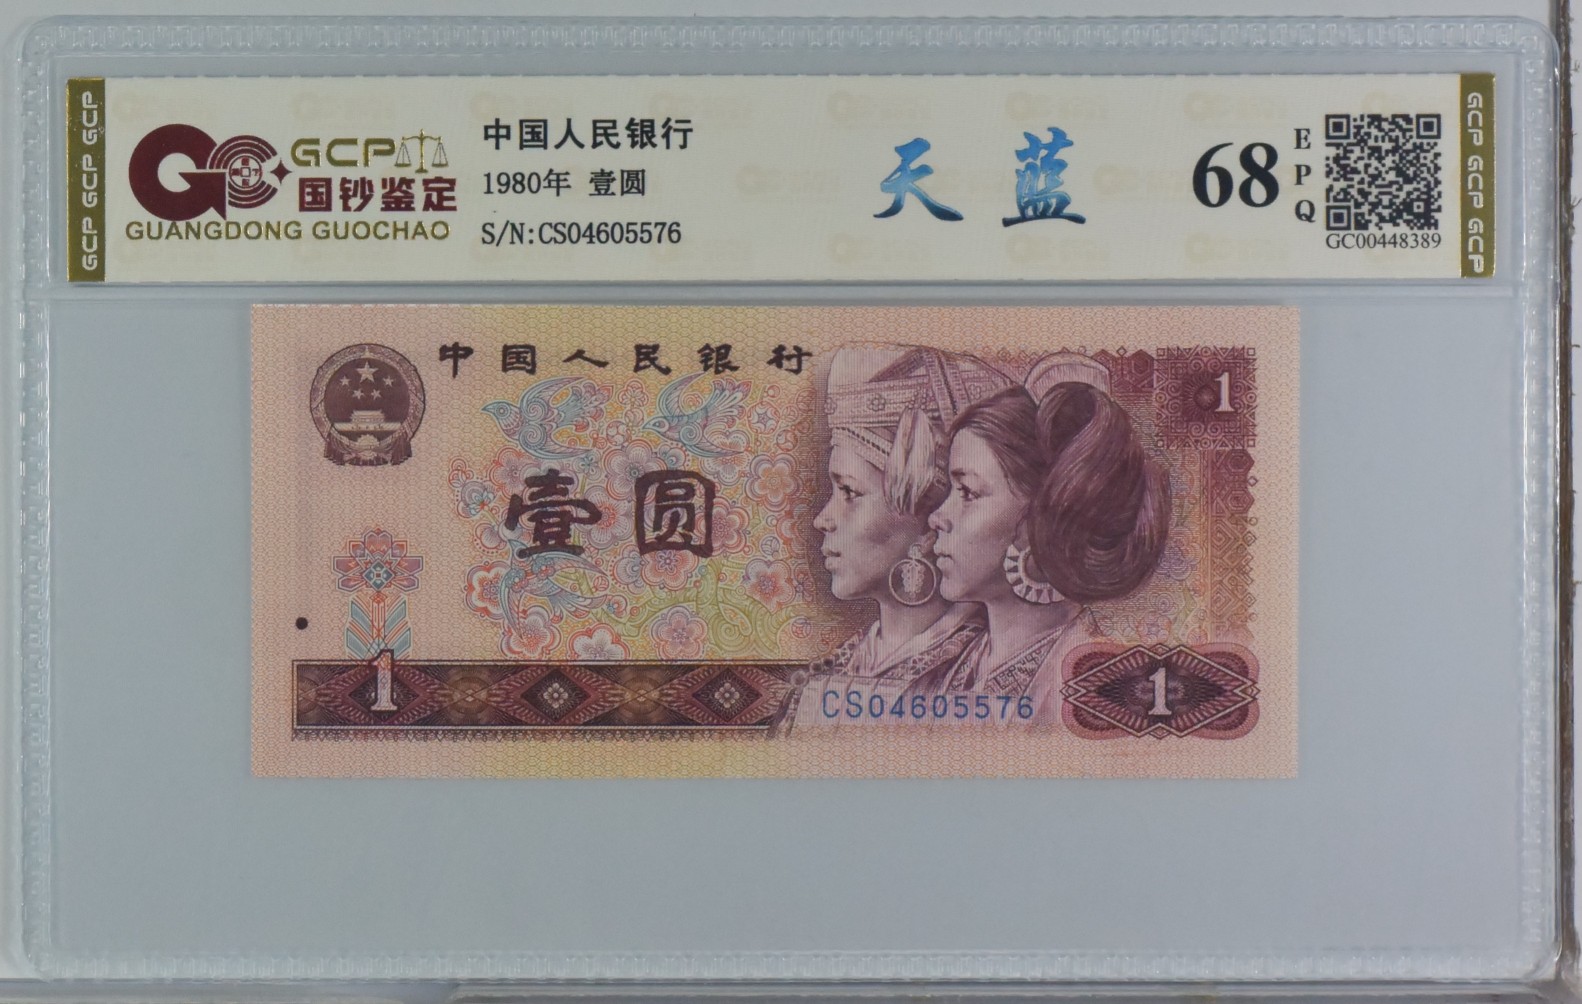 GCP GCP GCP
GCP
国钞鉴定
GUANGDONG GUOCHAO
中国人民银行
1980年 壹圆
S/N:CS04605576
天蓝
68
EPQ
GC00448389
GCP GCP GCP
中国人民银行
1
壹圆
1
CS04605576
1